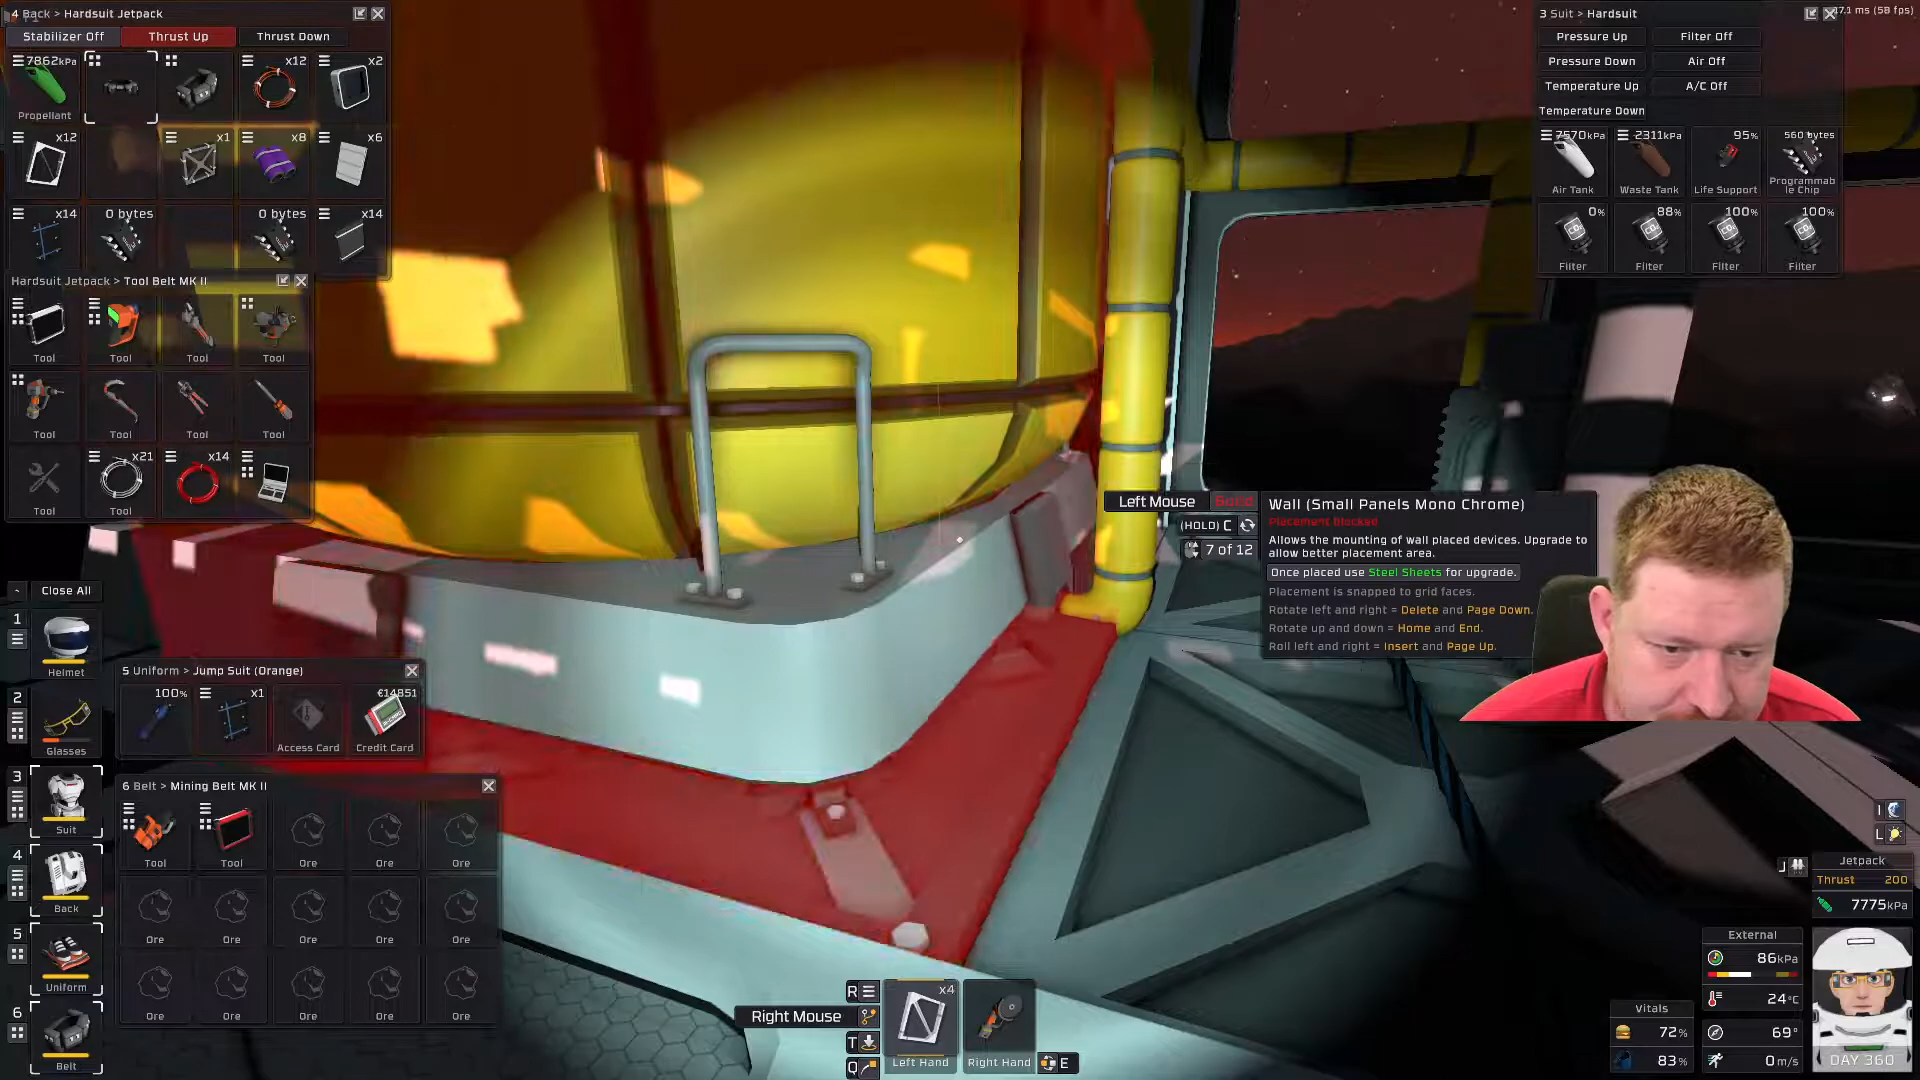 4 Back > Hardsuit Jetpack
Stabilizer Off
Thrust Up
Thrust Down
7862kPa
x12
x2
Propellant
x12
x1
x8
x6
x14
0 bytes
0 bytes
x14
Hardsuit Jetpack > Tool Belt MK II
Tool
Tool
Tool
Tool
Tool
Tool
Tool
Tool
x21
x14
Tool
Tool
Close All
1
Helmet
2
Glasses
3
Suit
4
Back
5
Uniform
6
Belt
5 Uniform > Jump Suit (Orange)
100%
x1
€14851
Access Card
Credit Card
6 Belt > Mining Belt MK II
Tool
Tool
Ore
Ore
Ore
Ore
Ore
Ore
Ore
Ore
Ore
Ore
Ore
Ore
Ore
3 Suit > Hardsuit
17.1 ms (58 fps)
Pressure Up
Filter Off
Pressure Down
Air Off
Temperature Up
A/C Off
Temperature Down
7570kPa
2311kPa
95%
560 bytes
Air Tank
Waste Tank
Life Support
Programmab
le Chip
0%
88%
100%
100%
Filter
Filter
Filter
Filter
Left Mouse
Build
(HOLD) C
7 of 12
Wall (Small Panels Mono Chrome)
Placement blocked
Allows the mounting of wall placed devices. Upgrade to
allow better placement area.
Once placed use Steel Sheets for upgrade.
Placement is snapped to grid faces.
Rotate left and right = Delete and Page Down.
Rotate up and down = Home and End.
Roll left and right = Insert and Page Up.
Right Mouse
R
T
Q
x4
Left Hand
Right Hand
E
I
L
J
Jetpack
Thrust 200
7775kPa
External
86kPa
24°C
69°
0m/s
Vitals
72%
83%
DAY 360